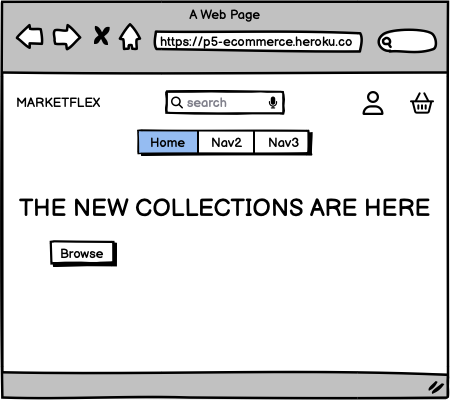 A Web Page
https://p5-ecommerce.heroku.co
MARKETFLEX
search
Home Nav2 Nav3
THE NEW COLLECTIONS ARE HERE
Browse